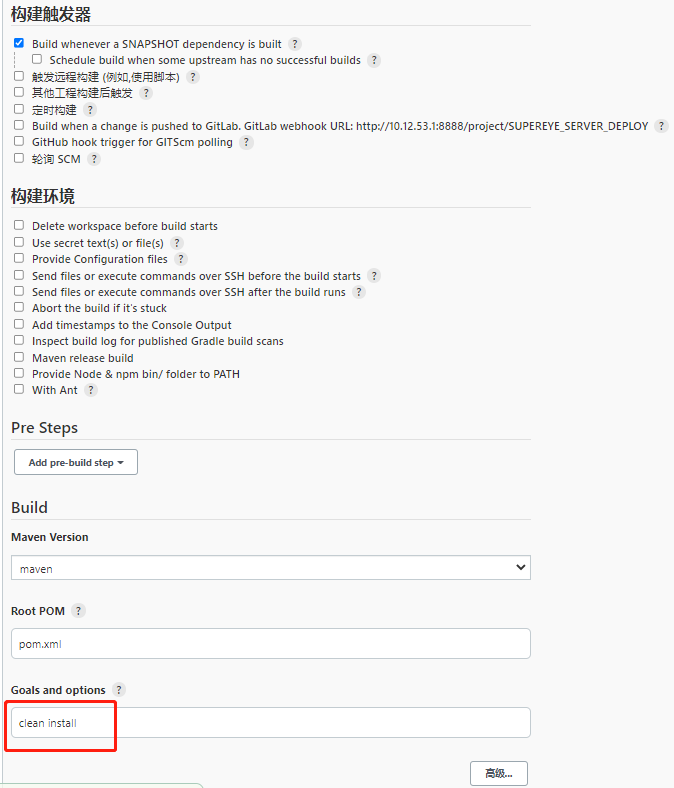 构建触发器
Build whenever a SNAPSHOT dependency is built ?
Schedule build when some upstream has no successful builds ?
触发远程构建 (例如,使用脚本) ?
其他工程构建后触发 ?
定时构建 ?
Build when a change is pushed to GitLab. GitLab webhook URL: http://10.12.53.1:8888/project/SUPEREYE_SERVER_DEPLOY ?
GitHub hook trigger for GITScm polling ?
轮询 SCM ?
构建环境
Delete workspace before build starts
Use secret text(s) or file(s) ?
Provide Configuration files ?
Send files or execute commands over SSH before the build starts ?
Send files or execute commands over SSH after the build runs ?
Abort the build if it's stuck
Add timestamps to the Console Output
Inspect build log for published Gradle build scans
Maven release build
Provide Node & npm bin/ folder to PATH
With Ant ?
Pre Steps
Add pre-build step
Build
Maven Version
maven
Root POM ?
pom.xml
Goals and options ?
clean install
高级...